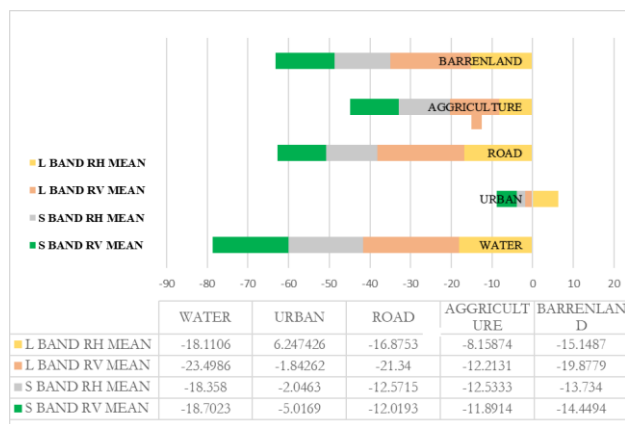 BARRENLAND
AGGRICULTURE
ROAD
URBAN
WATER
L BAND RH MEAN
L BAND RV MEAN
S BAND RH MEAN
S BAND RV MEAN
-90 -80 -70 -60 -50 -40 -30 -20 -10 0 10 20
WATER URBAN ROAD AGGRICULT BARRENLAN
URE D
L BAND RH MEAN -18.1106 6.247426 -16.8753 -8.15874 -15.1487
L BAND RV MEAN -23.4986 -1.84262 -21.34 -12.2131 -19.8779
S BAND RH MEAN -18.358 -2.0463 -12.5715 -12.5333 -13.734
S BAND RV MEAN -18.7023 -5.0169 -12.0193 -11.8914 -14.4494